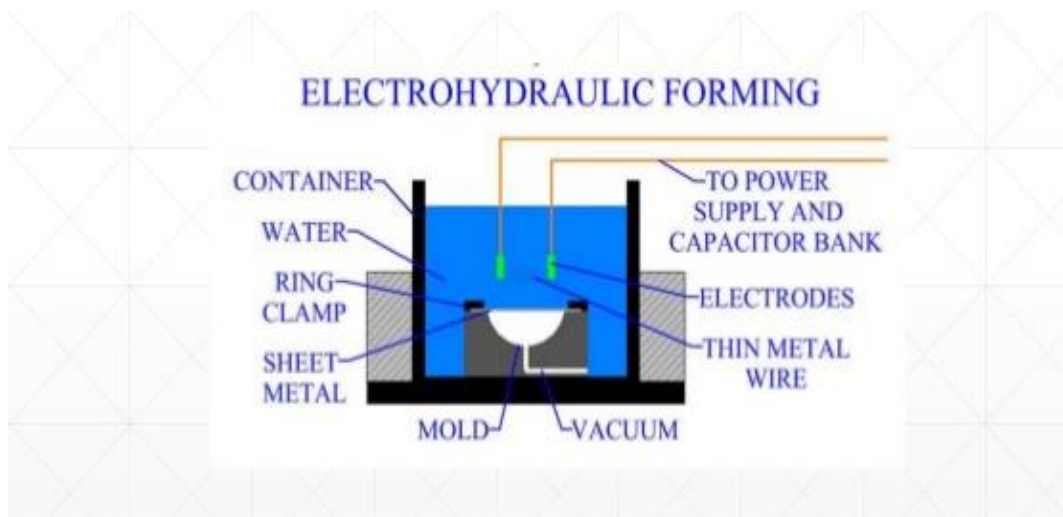 ELECTROHYDRAULIC FORMING
CONTAINER
WATER
RING
CLAMP
SHEET
METAL
MOLD
VACUUM
TO POWER
SUPPLY AND
CAPACITOR BANK
ELECTRODES
THIN METAL
WIRE